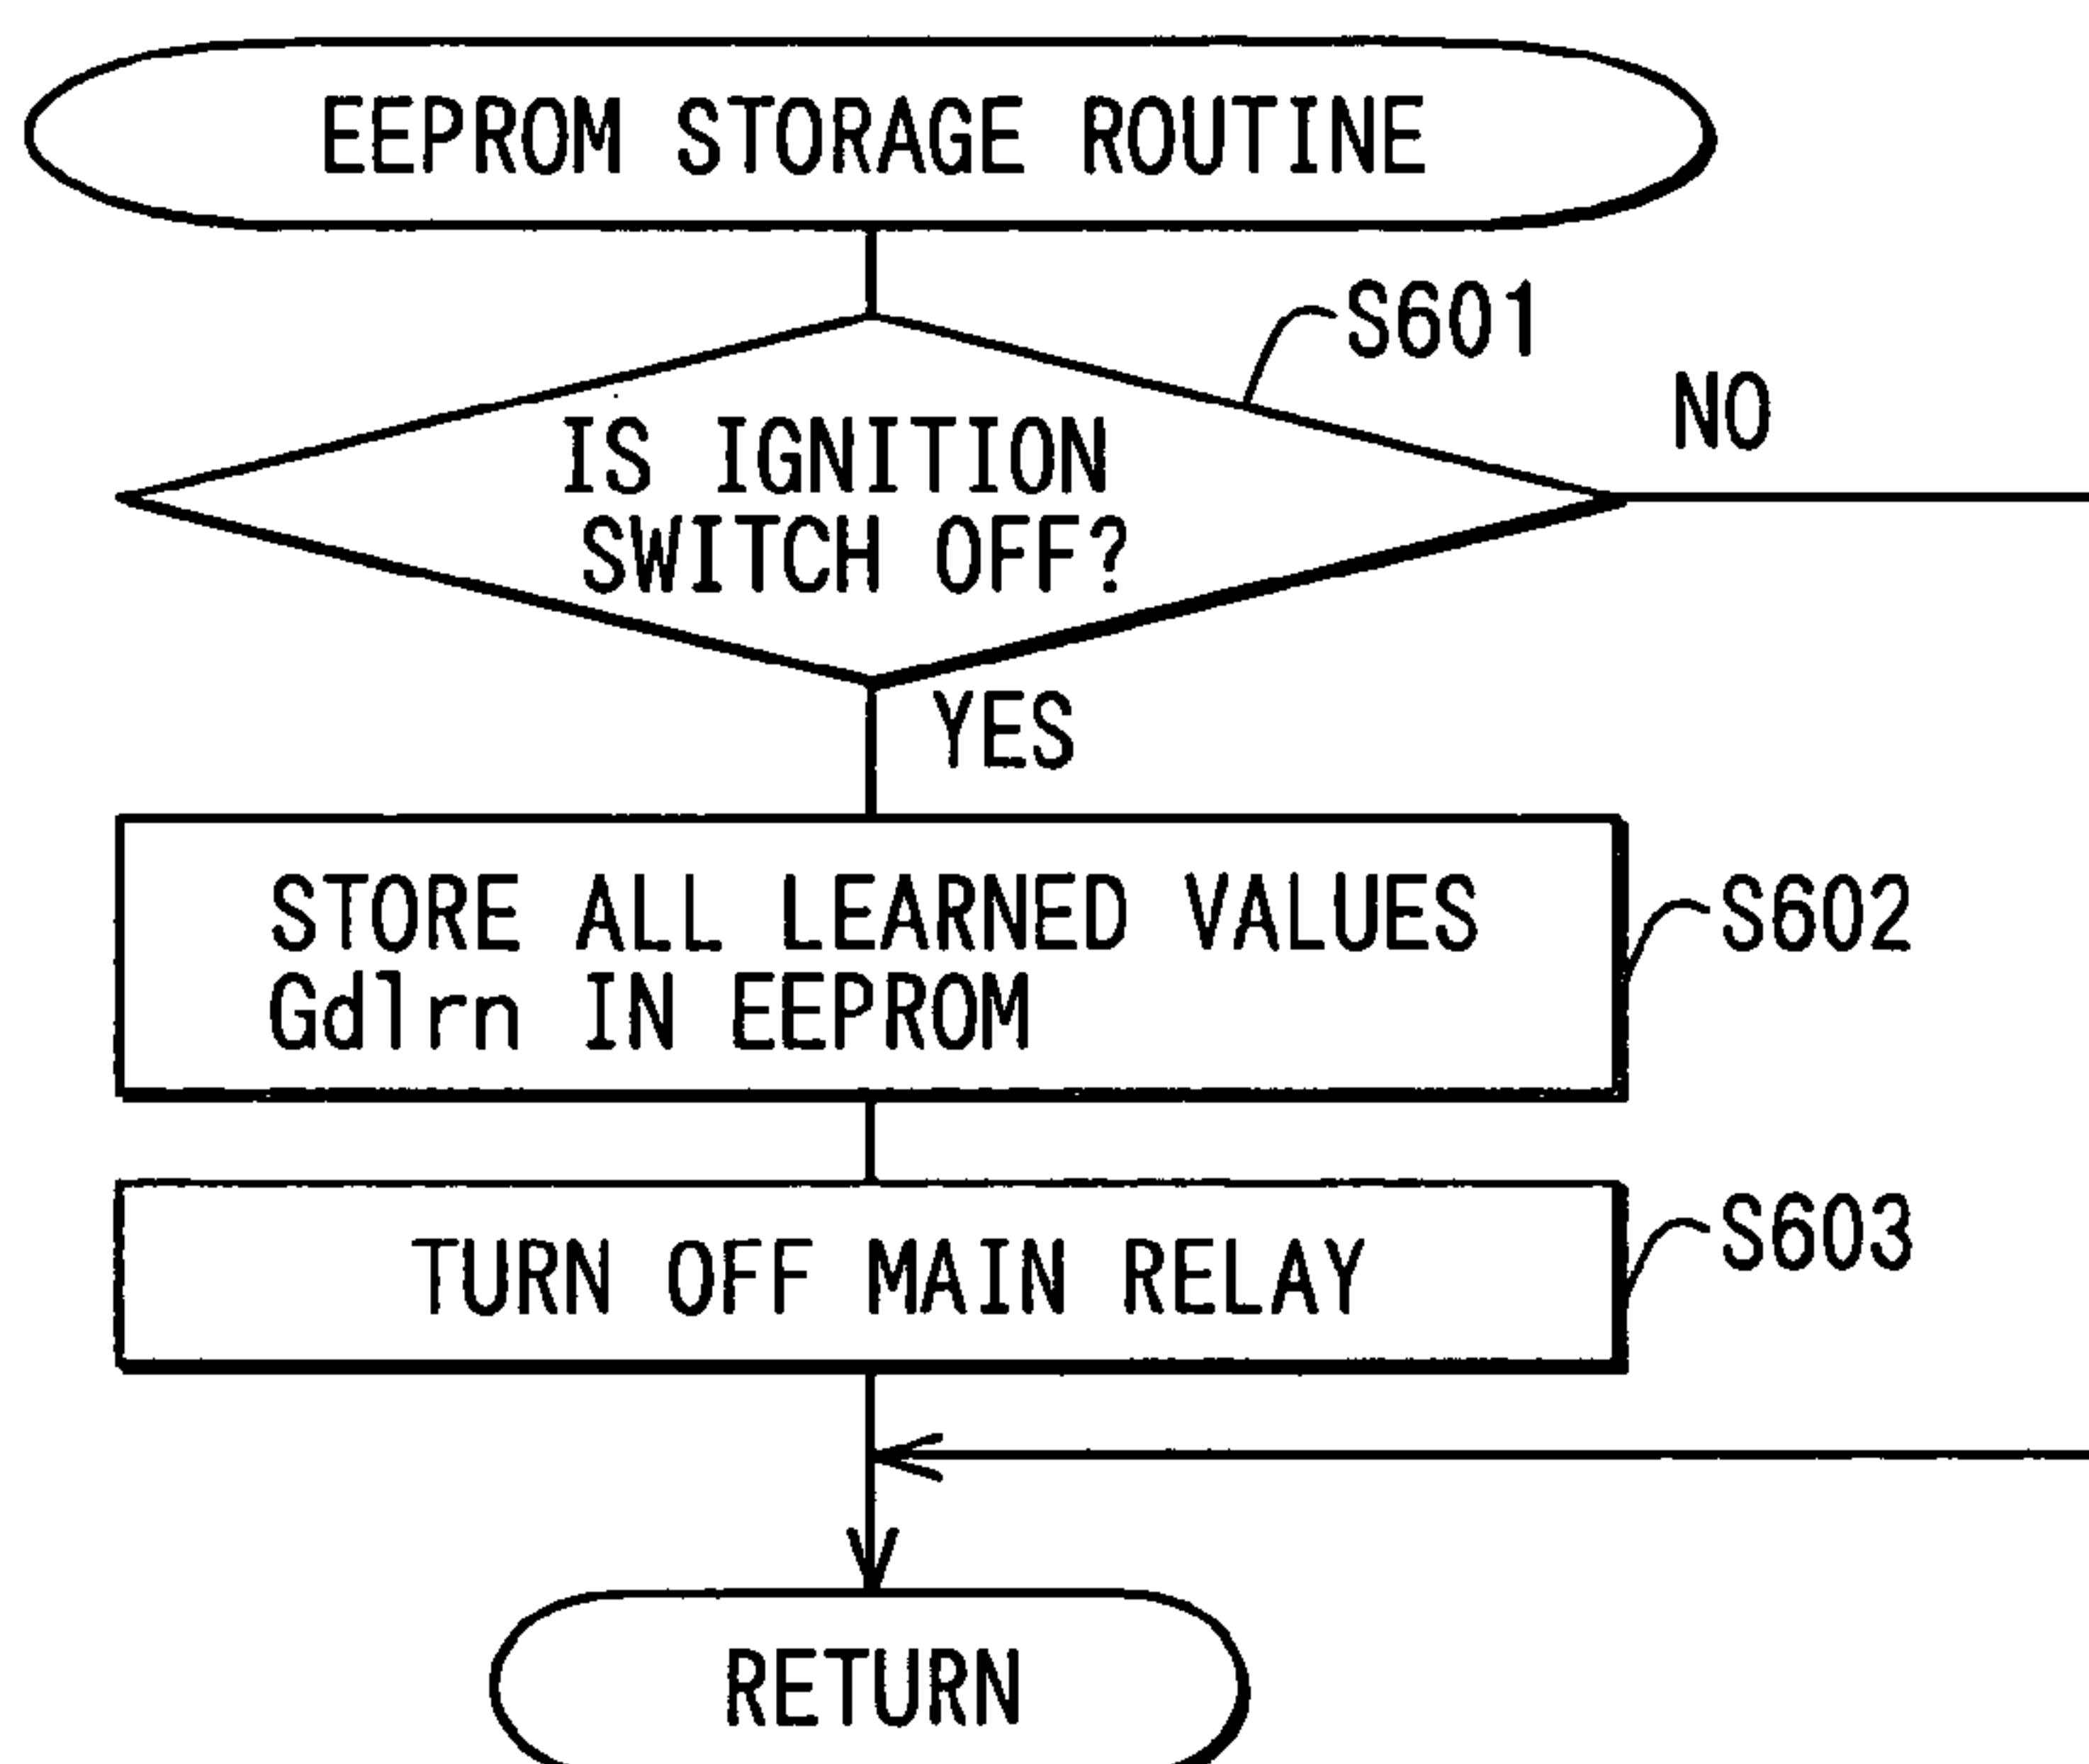 EEPROM STORAGE ROUTINE
S601
NO
IS IGNITION
SWITCH OFF?
YES
STORE ALL LEARNED VALUES
Gdlrn IN EEPROM
S602
TURN OFF MAIN RELAY
S603
RETURN